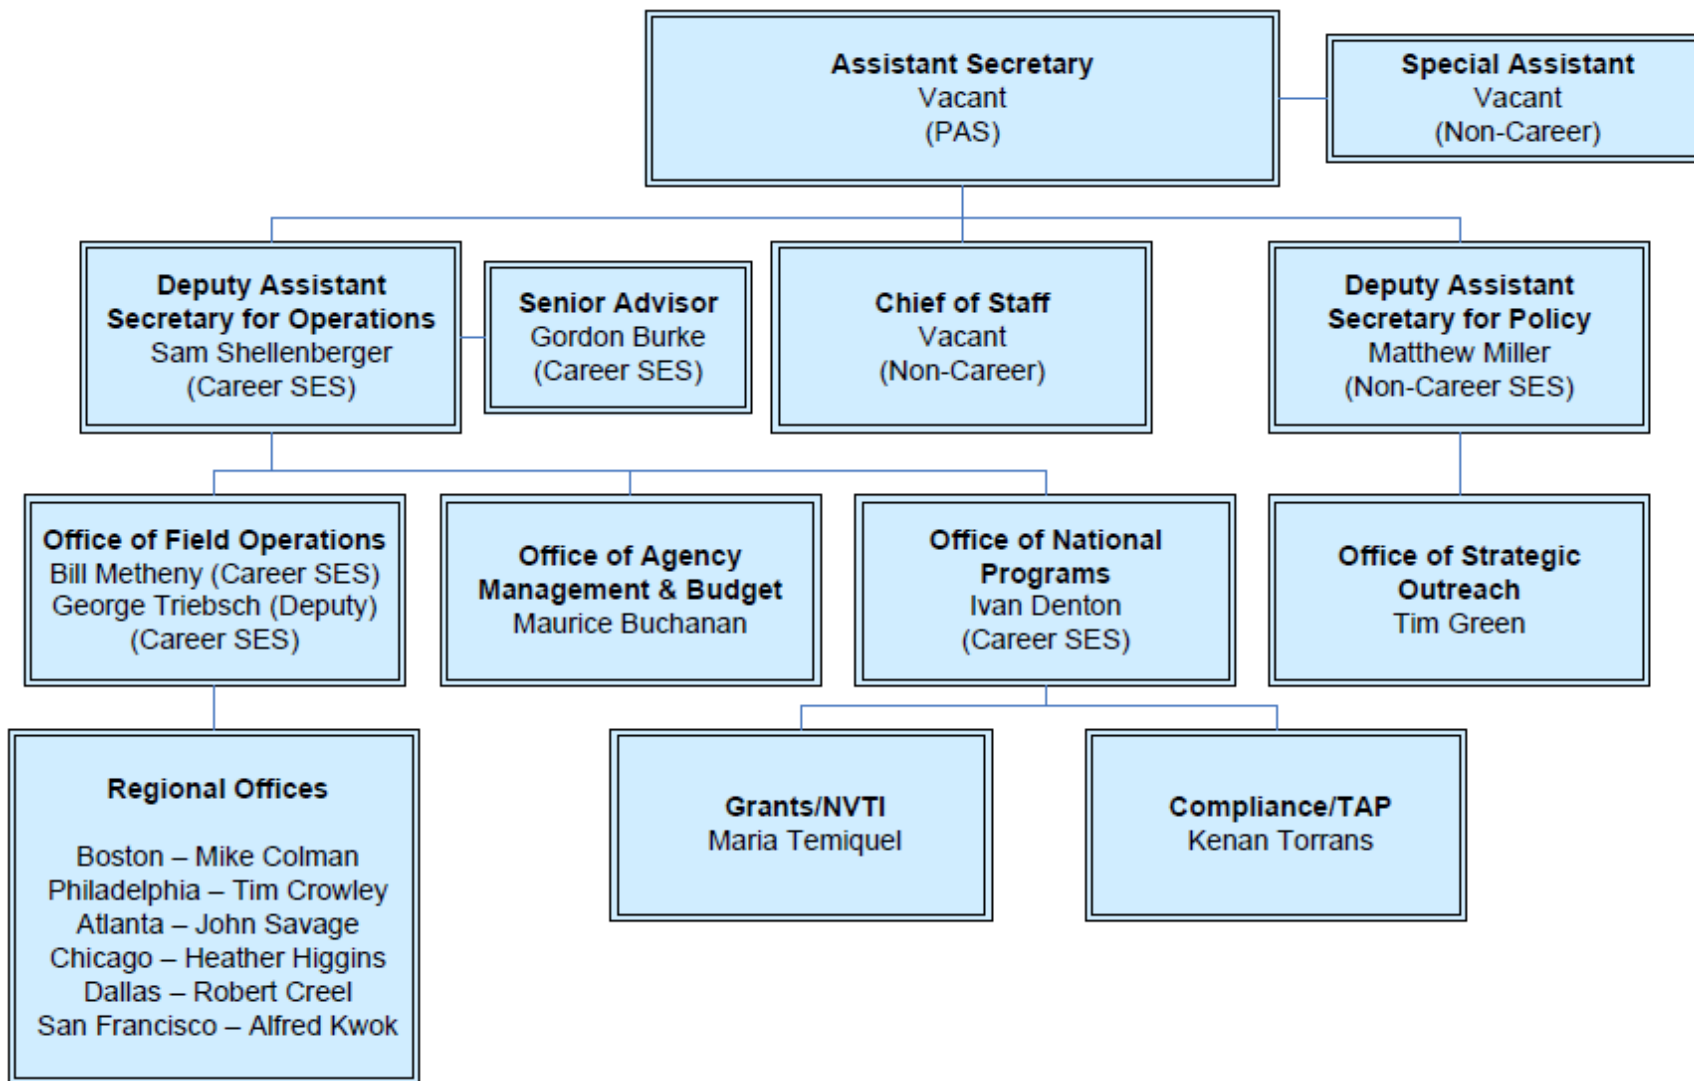 Assistant Secretary
Vacant
(PAS)
Special Assistant
Vacant
(Non-Career)
Deputy Assistant
Secretary for Operations
Sam Shellenberger
(Career SES)
Senior Advisor
Gordon Burke
(Career SES)
Chief of Staff
Vacant
(Non-Career)
Deputy Assistant
Secretary for Policy
Matthew Miller
(Non-Career SES)
Office of Field Operations
Bill Metheny (Career SES)
George Triebsch (Deputy)
(Career SES)
Office of Agency
Management & Budget
Maurice Buchanan
Office of National
Programs
Ivan Denton
(Career SES)
Office of Strategic
Outreach
Tim Green
Regional Offices
Boston – Mike Colman
Philadelphia – Tim Crowley
Atlanta – John Savage
Chicago – Heather Higgins
Dallas – Robert Creel
San Francisco – Alfred Kwok
Grants/NVTI
Maria Temiquel
Compliance/TAP
Kenan Torrans